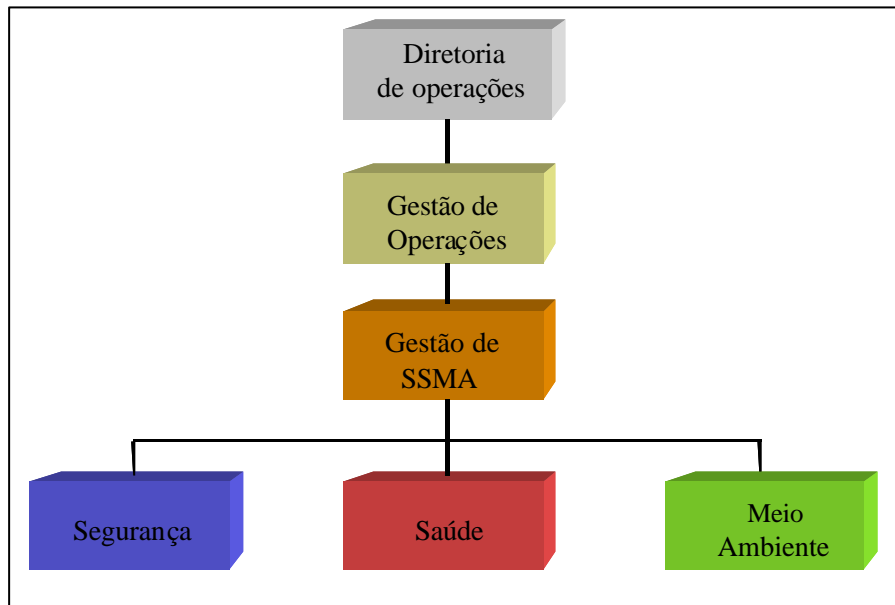 Diretoria
de operações
Gestão de
Operações
Gestão de
SSMA
Segurança
Saúde
Meio
Ambiente